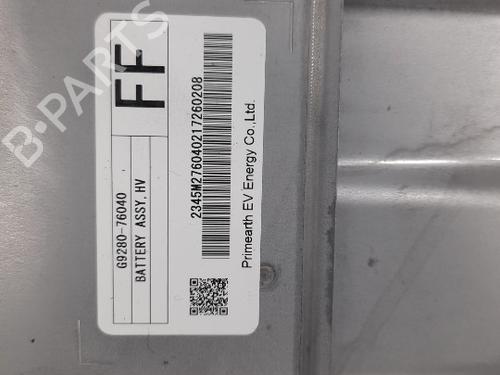 FF
G9280-76040
BATTERY ASSY, HV
2345M276040217260208
Primearth EV Energy Co.,Ltd.
B-PARTS